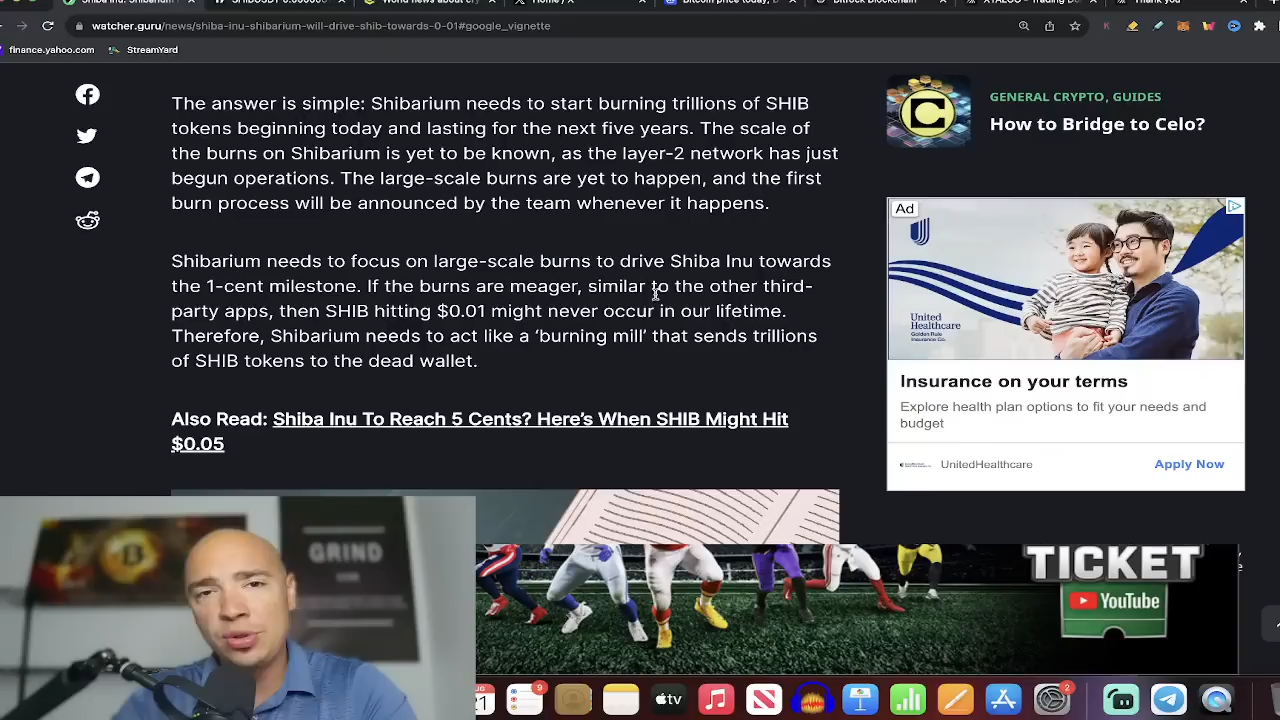 watcher.guru/news/shiba-inu-shibarium-will-drive-shib-towards-0-01#google_vignette
finance.yahoo.com
StreamYard
The answer is simple: Shibarium needs to start burning trillions of SHIB
tokens beginning today and lasting for the next five years. The scale of
the burns on Shibarium is yet to be known, as the layer-2 network has just
begun operations. The large-scale burns are yet to happen, and the first
burn process will be announced by the team whenever it happens.
Shibarium needs to focus on large-scale burns to drive Shiba Inu towards
the 1-cent milestone. If the burns are meager, similar to the other third-
party apps, then SHIB hitting $0.01 might never occur in our lifetime.
Therefore, Shibarium needs to act like a ‘burning mill’ that sends trillions
of SHIB tokens to the dead wallet.
Also Read: Shiba Inu To Reach 5 Cents? Here’s When SHIB Might Hit
$0.05
GENERAL CRYPTO, GUIDES
How to Bridge to Celo?
Ad
United
Healthcare
Golden Rule
Insurance Co.
Insurance on your terms
Explore health plan options to fit your needs and
budget
UnitedHealthcare
Apply Now
GRIND
TICKET
YouTube
9
tv
2